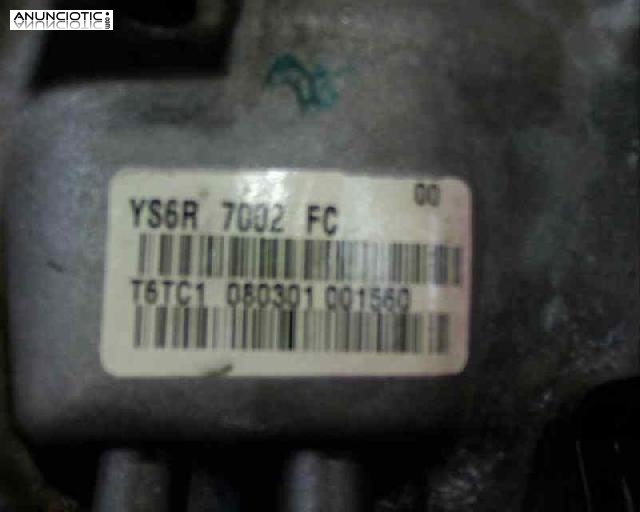 ANUNCIOTIC.com
00
YS6R 7002 FC
T6TC1 080301 001560